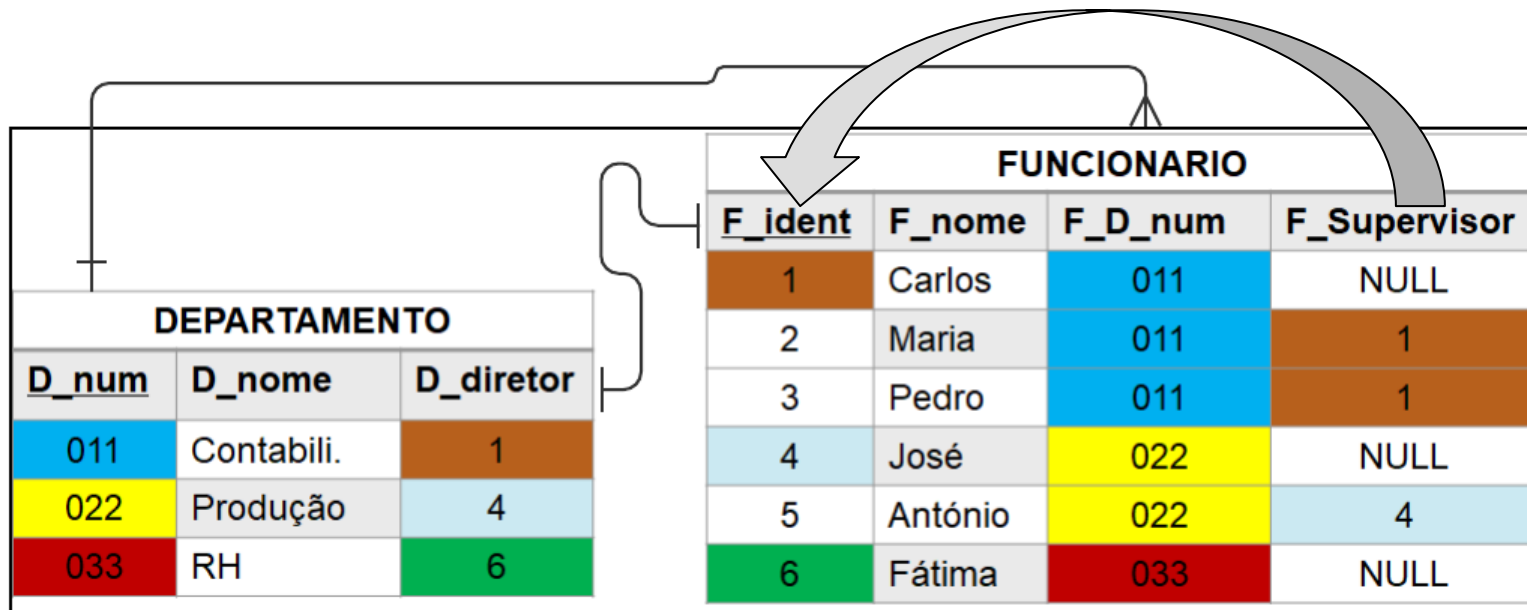 FUNCIONARIO
F_ident F_nome F_D_num F_Supervisor
1 Carlos 011 NULL
2 Maria 011 1
3 Pedro 011 1
4 José 022 NULL
5 António 022 4
6 Fátima 033 NULL
DEPARTAMENTO
D_num D_nome D_diretor
011 Contabili. 1
022 Produção 4
033 RH 6